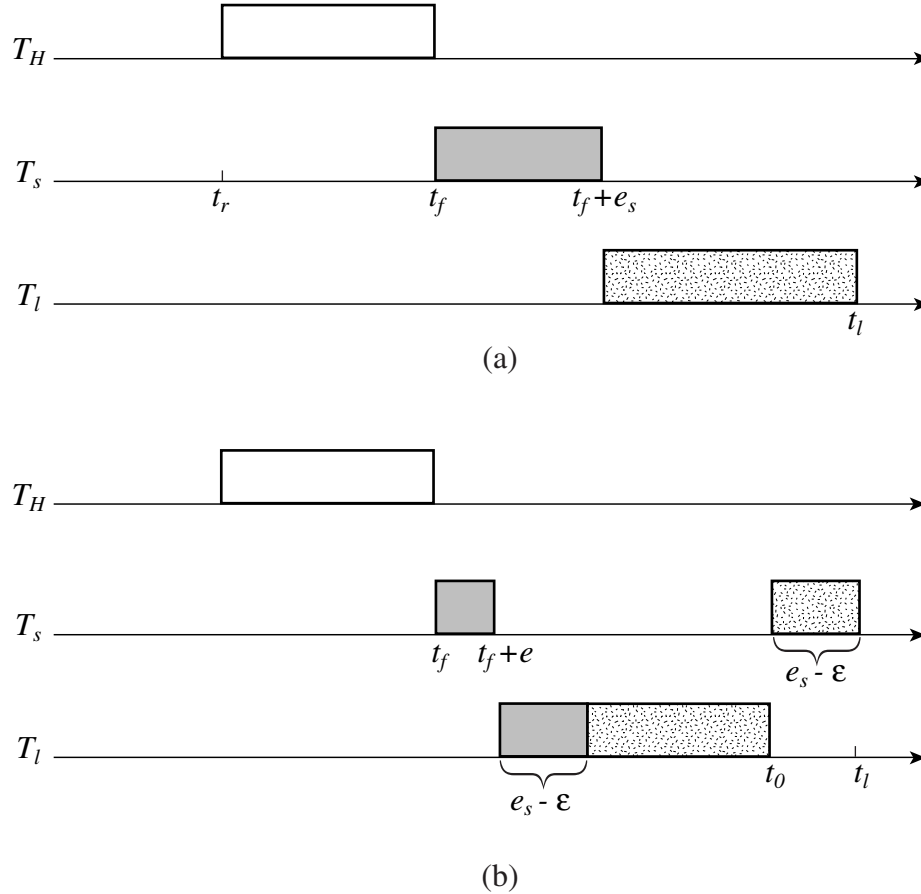 T_H
T_s
t_r t_f t_f + e_s
T_l
t_l
(a)
T_H
T_s
t_f t_f + e e_s - ε
T_l
t_0 t_l
e_s - ε
(b)